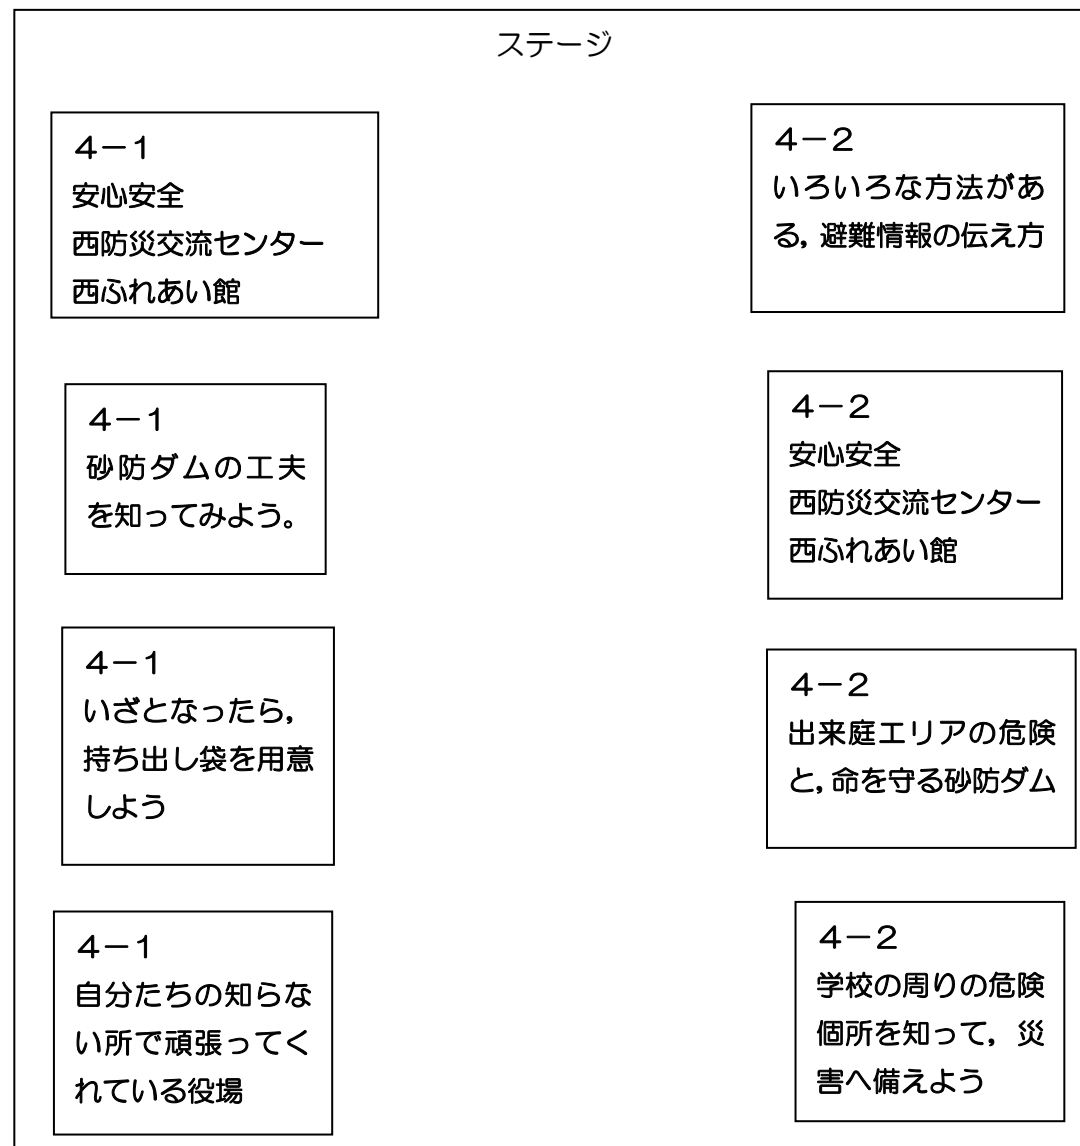 ステージ
4-1
安心安全
西防災交流センター
西ふれあい館
4-2
いろいろな方法があ
る,避難情報の伝え方
4-1
砂防ダムの工夫
を知ってみよう。
4-2
安心安全
西防災交流センター
西ふれあい館
4-1
いざとなったら,
持ち出し袋を用意
しよう
4-2
出来庭エリアの危険
と,命を守る砂防ダム
4-1
自分たちの知らな
い所で頑張ってく
れている役場
4-2
学校の周りの危険
個所を知って,災
害へ備えよう